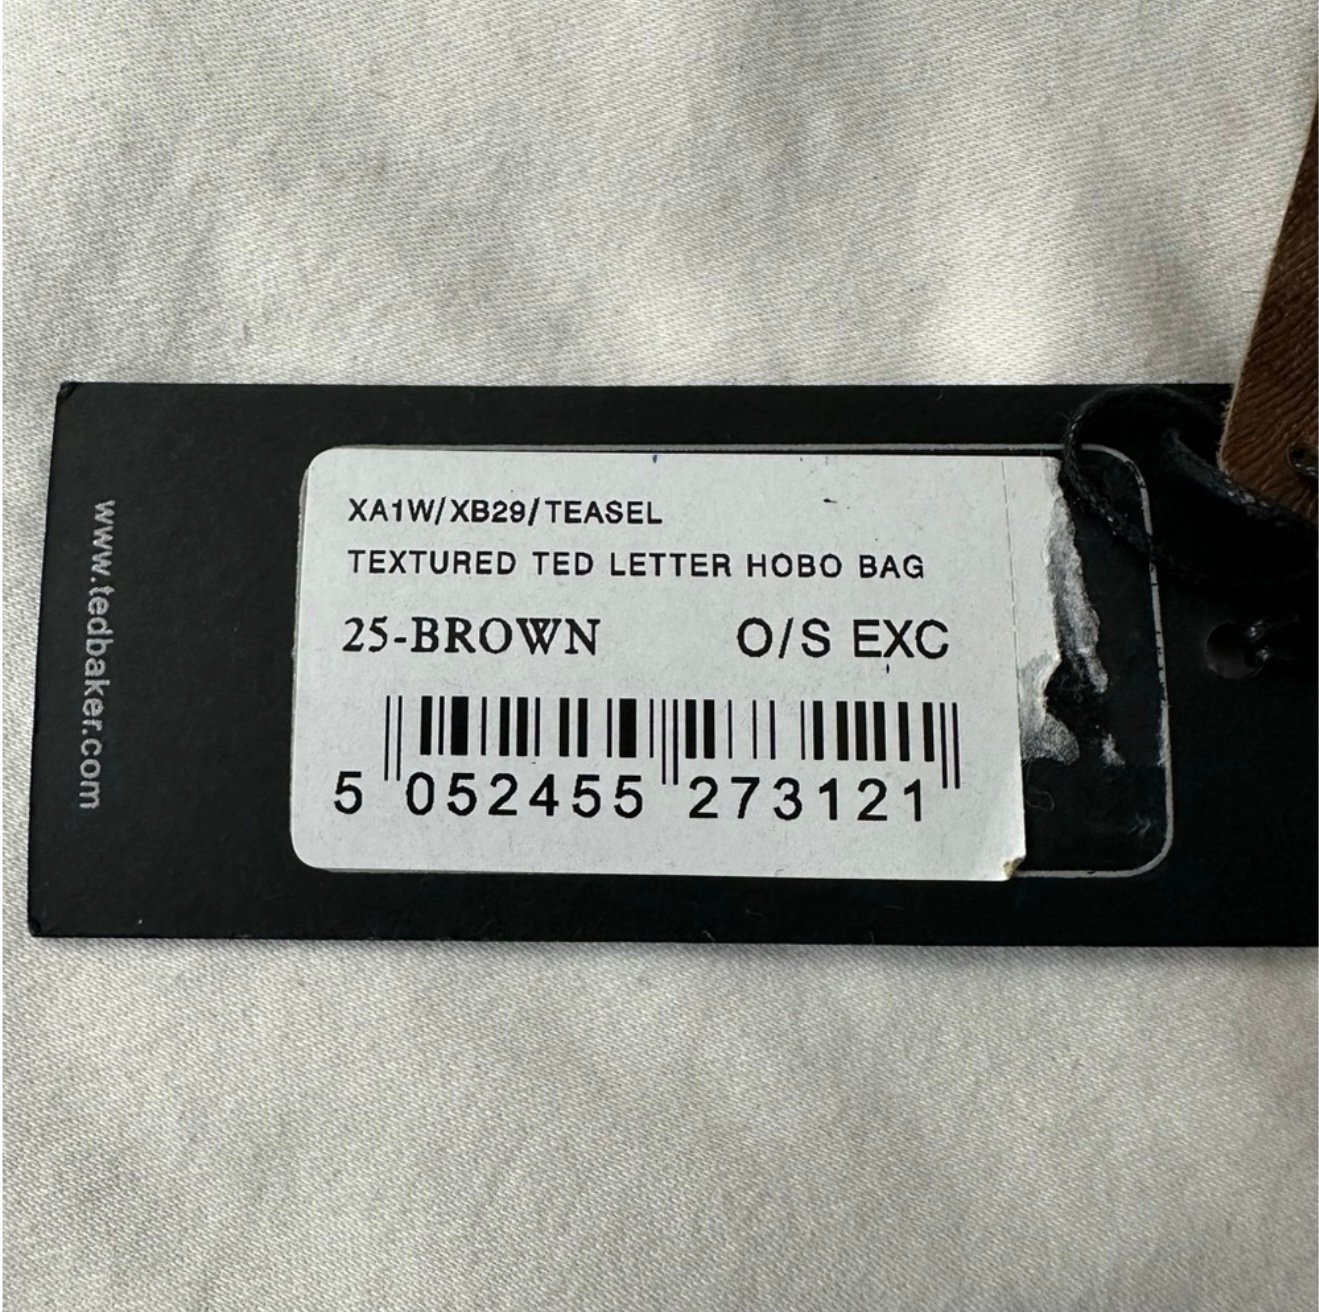 www.tedbaker.com
XA1W/XB29/TEASEL
TEXTURED TED LETTER HOBO BAG
25-BROWN O/S EXC
5 052455 273121